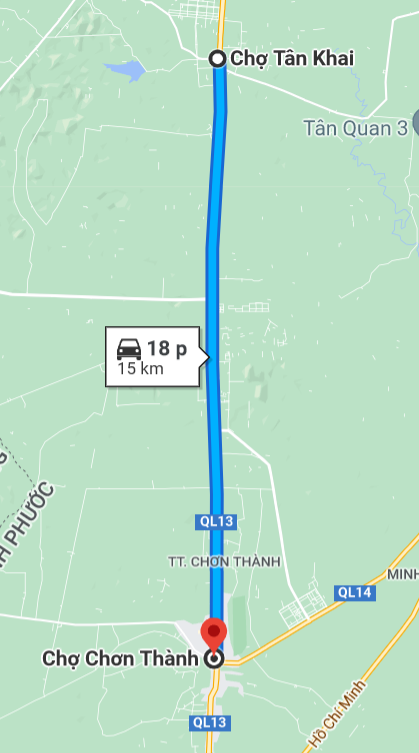 Chợ Tân Khai
Tân Quan 3
18 p
15 km
H PHƯỚC
QL13
TT. CHƠN THÀNH
QL14
MINH
Chợ Chơn Thành
Hồ Chí Minh
QL13